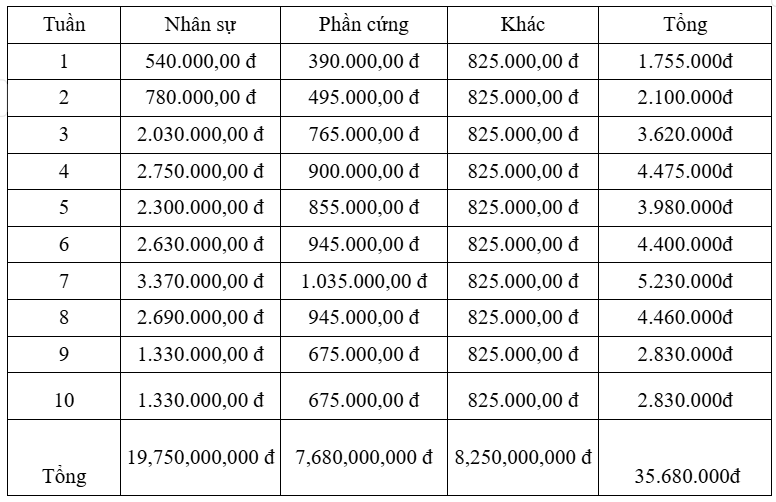 Tuần Nhân sự Phần cứng Khác Tổng
1 540.000,00 đ 390.000,00 đ 825.000,00 đ 1.755.000đ
2 780.000,00 đ 495.000,00 đ 825.000,00 đ 2.100.000đ
3 2.030.000,00 đ 765.000,00 đ 825.000,00 đ 3.620.000đ
4 2.750.000,00 đ 900.000,00 đ 825.000,00 đ 4.475.000đ
5 2.300.000,00 đ 855.000,00 đ 825.000,00 đ 3.980.000đ
6 2.630.000,00 đ 945.000,00 đ 825.000,00 đ 4.400.000đ
7 3.370.000,00 đ 1.035.000,00 đ 825.000,00 đ 5.230.000đ
8 2.690.000,00 đ 945.000,00 đ 825.000,00 đ 4.460.000đ
9 1.330.000,00 đ 675.000,00 đ 825.000,00 đ 2.830.000đ
10 1.330.000,00 đ 675.000,00 đ 825.000,00 đ 2.830.000đ
Tổng 19,750,000,000 đ 7,680,000,000 đ 8,250,000,000 đ 35.680.000đ